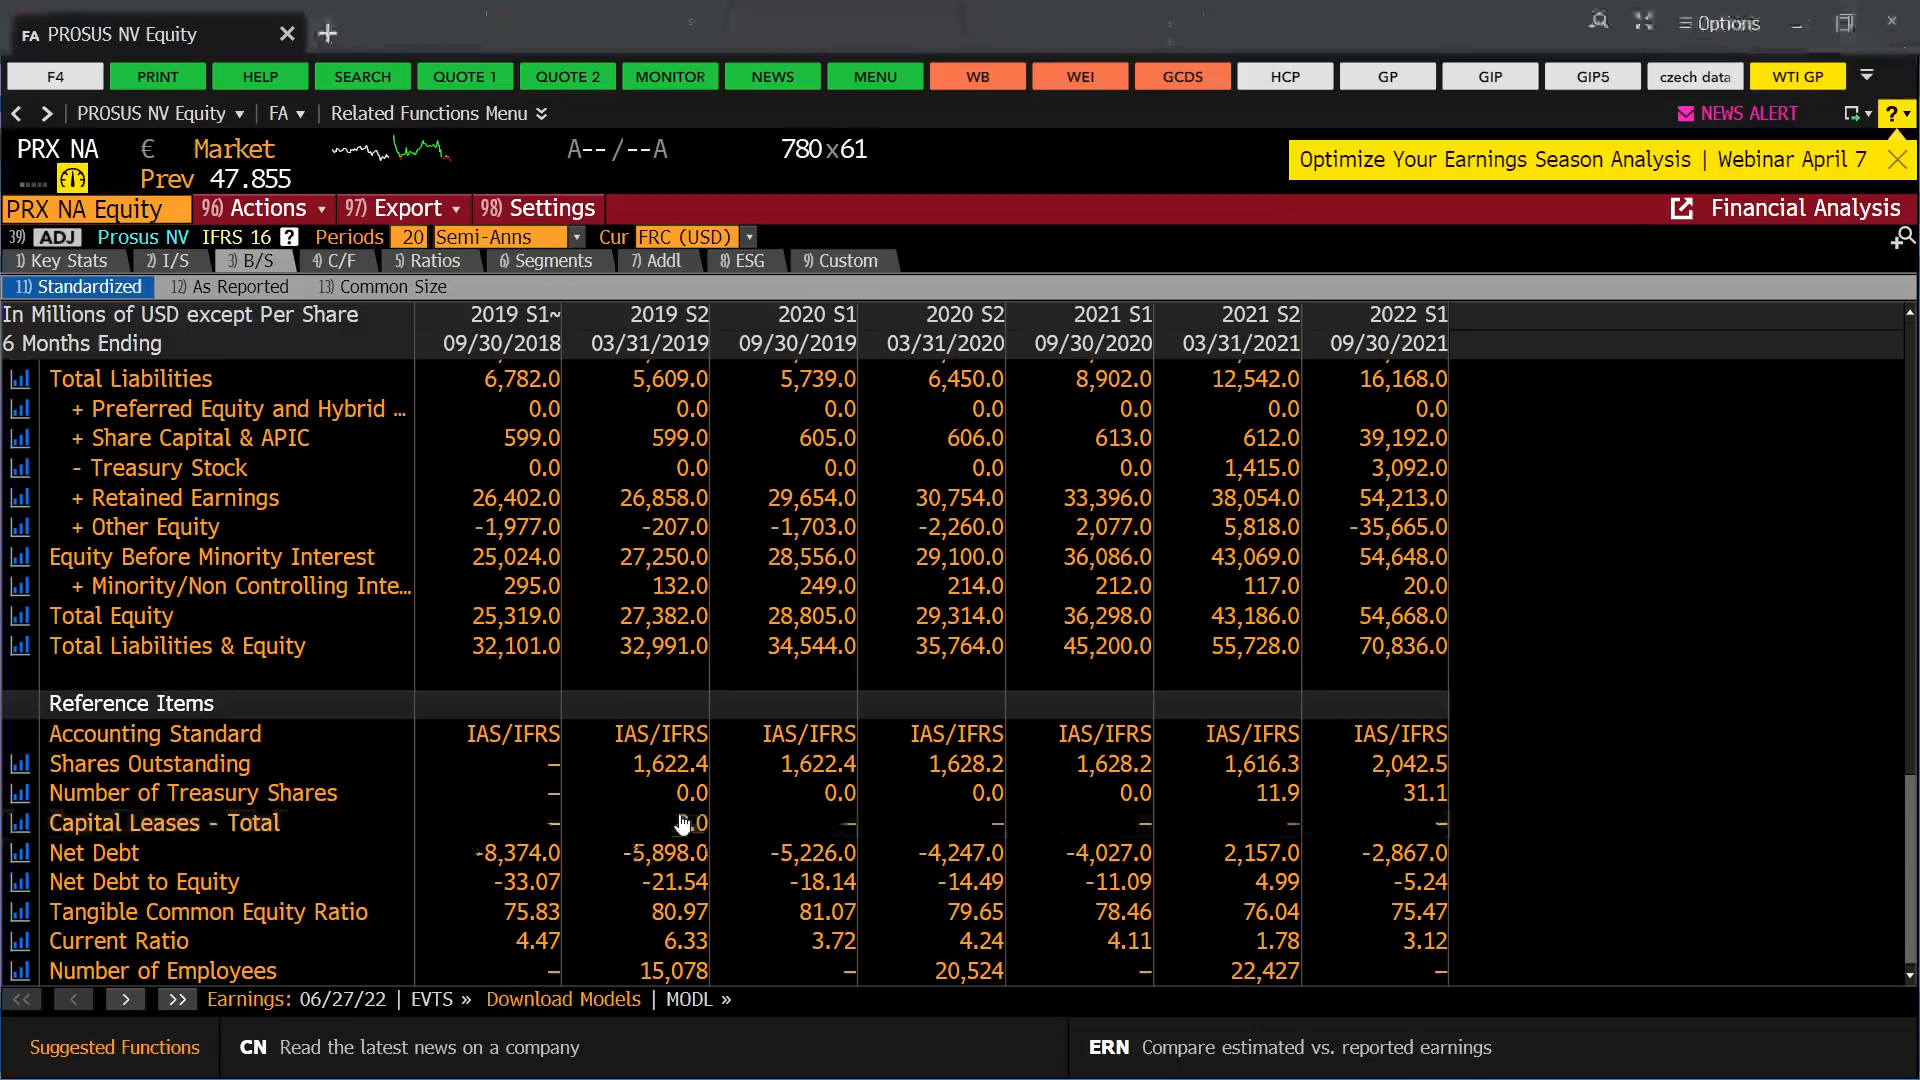 FA PROSUS NV Equity × + Options
F4 PRINT HELP SEARCH QUOTE 1 QUOTE 2 MONITOR NEWS MENU WB WEI GCDS HCP GP GIP GIP5 czech data WTI GP
PROSUS NV Equity FA Related Functions Menu NEWS ALERT ?
PRX NA € Market A-- /--A 780x61
Optimize Your Earnings Season Analysis | Webinar April 7
Prev 47.855
PRX NA Equity 96) Actions 97) Export 98) Settings Financial Analysis
39) ADJ Prosus NV IFRS 16 ? Periods 20 Semi-Anns Cur FRC (USD)
1) Key Stats 2) I/S 3) B/S 4) C/F 5) Ratios 6) Segments 7) Addl 8) ESG 9) Custom
11) Standardized 12) As Reported 13) Common Size
In Millions of USD except Per Share 2019 S1~ 2019 S2 2020 S1 2020 S2 2021 S1 2021 S2 2022 S1
6 Months Ending 09/30/2018 03/31/2019 09/30/2019 03/31/2020 09/30/2020 03/31/2021 09/30/2021
Total Liabilities 6,782.0 5,609.0 5,739.0 6,450.0 8,902.0 12,542.0 16,168.0
+ Preferred Equity and Hybrid ... 0.0 0.0 0.0 0.0 0.0 0.0 0.0
+ Share Capital & APIC 599.0 599.0 605.0 606.0 613.0 612.0 39,192.0
- Treasury Stock 0.0 0.0 0.0 0.0 0.0 1,415.0 3,092.0
+ Retained Earnings 26,402.0 26,858.0 29,654.0 30,754.0 33,396.0 38,054.0 54,213.0
+ Other Equity -1,977.0 -207.0 -1,703.0 -2,260.0 2,077.0 5,818.0 -35,665.0
Equity Before Minority Interest 25,024.0 27,250.0 28,556.0 29,100.0 36,086.0 43,069.0 54,648.0
+ Minority/Non Controlling Inte... 295.0 132.0 249.0 214.0 212.0 117.0 20.0
Total Equity 25,319.0 27,382.0 28,805.0 29,314.0 36,298.0 43,186.0 54,668.0
Total Liabilities & Equity 32,101.0 32,991.0 34,544.0 35,764.0 45,200.0 55,728.0 70,836.0
Reference Items
Accounting Standard IAS/IFRS IAS/IFRS IAS/IFRS IAS/IFRS IAS/IFRS IAS/IFRS IAS/IFRS
Shares Outstanding — 1,622.4 1,622.4 1,628.2 1,628.2 1,616.3 2,042.5
Number of Treasury Shares — 0.0 0.0 0.0 0.0 11.9 31.1
Capital Leases - Total — .0 — — — — —
Net Debt -8,374.0 -5,898.0 -5,226.0 -4,247.0 -4,027.0 2,157.0 -2,867.0
Net Debt to Equity -33.07 -21.54 -18.14 -14.49 -11.09 4.99 -5.24
Tangible Common Equity Ratio 75.83 80.97 81.07 79.65 78.46 76.04 75.47
Current Ratio 4.47 6.33 3.72 4.24 4.11 1.78 3.12
Number of Employees — 15,078 — 20,524 — 22,427 —
<< < > >> Earnings: 06/27/22 | EVTS » Download Models | MODL »
Suggested Functions CN Read the latest news on a company ERN Compare estimated vs. reported earnings